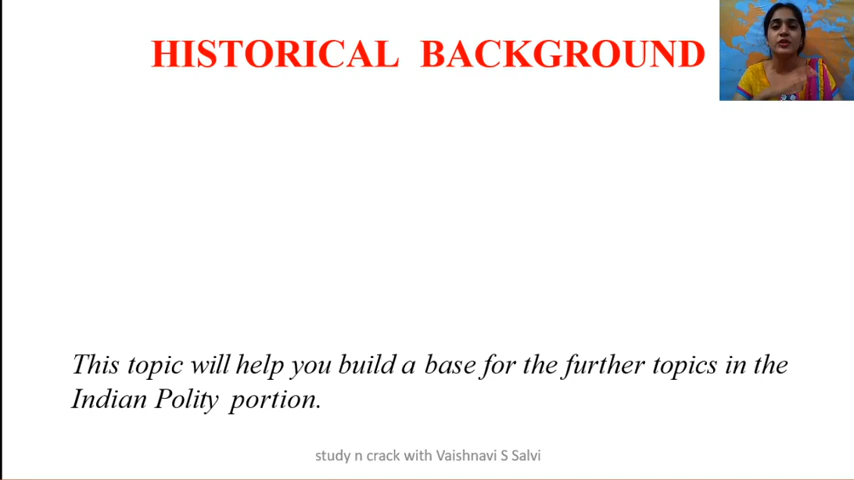 HISTORICAL BACKGROUND
This topic will help you build a base for the further topics in the
Indian Polity portion.
study n crack with Vaishnavi S Salvi